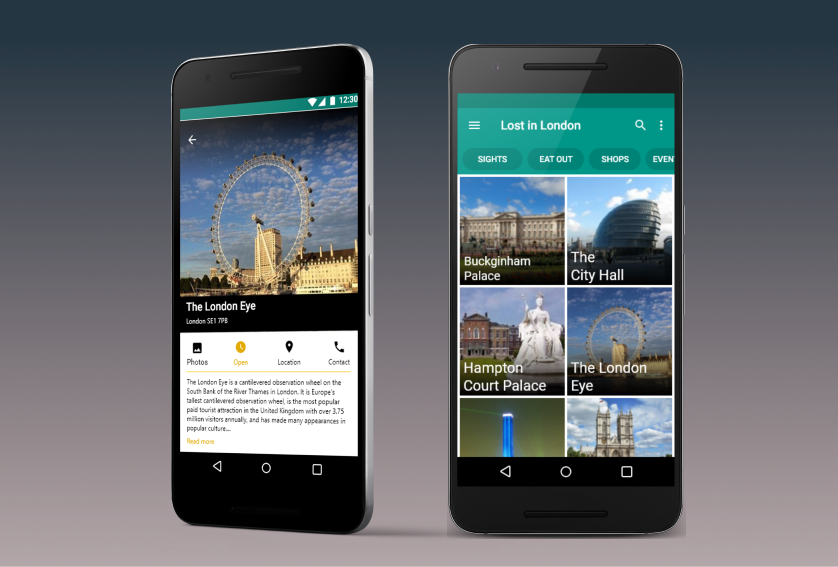 12:30
The London Eye
London SE1 7PB
Photos
Open
Location
Contact
The London Eye is a cantilevered observation wheel on the
South Bank of the River Thames in London. It is Europe's
tallest cantilevered observation wheel, is the most popular
paid tourist attraction in the United Kingdom with over 3.75
million visitors annually, and has made many appearances in
popular culture...
Read more
Lost in London
SIGHTS
EAT OUT
SHOPS
EVEN
Buckginham
Palace
The
City Hall
Hampton
Court Palace
The London
Eye